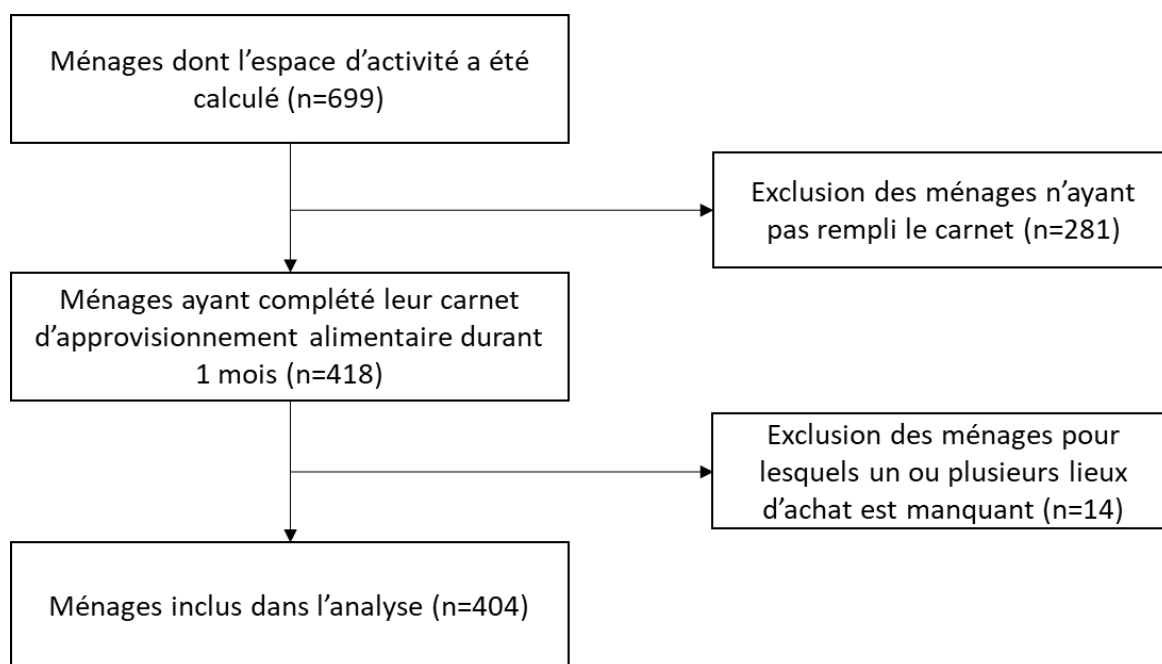 Ménages dont l’espace d’activité a été
calculé (n=699)
Exclusion des ménages n’ayant
pas rempli le carnet (n=281)
Ménages ayant complété leur carnet
d’approvisionnement alimentaire durant
1 mois (n=418)
Exclusion des ménages pour
lesquels un ou plusieurs lieux
d’achat est manquant (n=14)
Ménages inclus dans l’analyse (n=404)